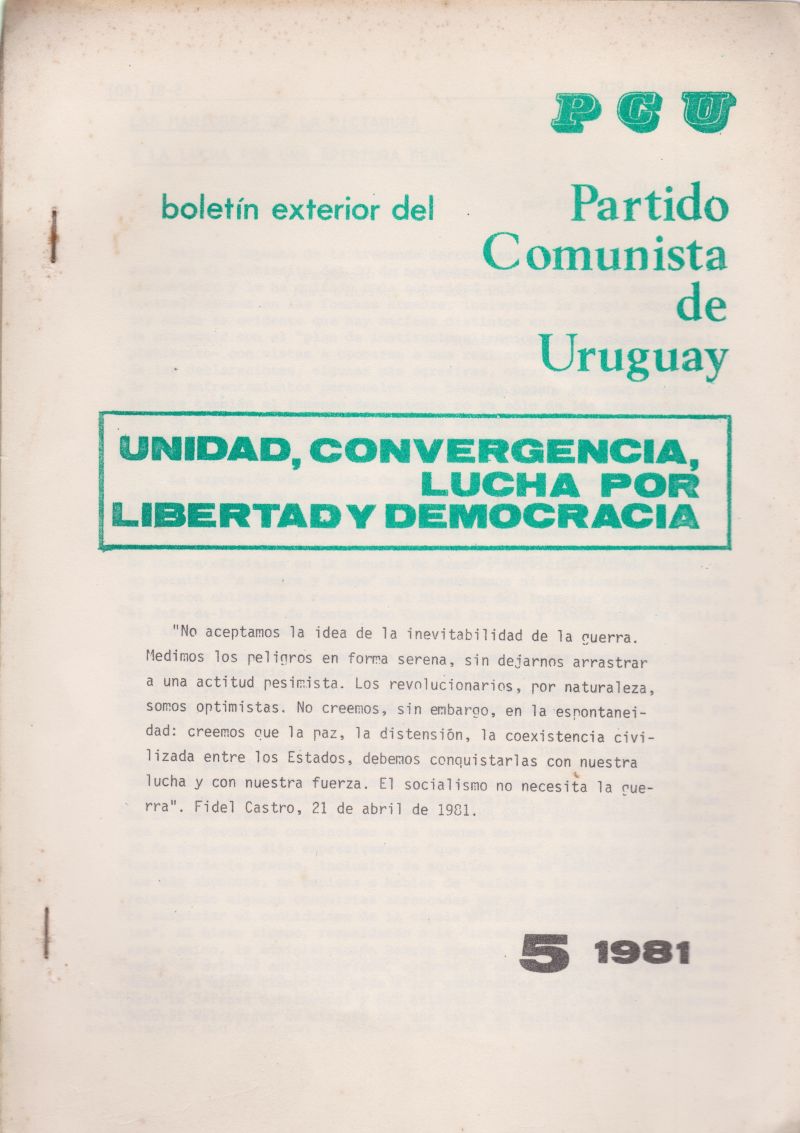 PCU
boletín exterior del
Partido
Comunista
de
Uruguay
UNIDAD, CONVERGENCIA,
LUCHA POR
LIBERTAD Y DEMOCRACIA
"No aceptamos la idea de la inevitabilidad de la guerra.
Medimos los peligros en forma serena, sin dejarnos arrastrar
a una actitud pesimista. Los revolucionarios, por naturaleza,
somos optimistas. No creemos, sin embargo, en la espontanei-
dad: creemos que la paz, la distensión, la coexistencia civi-
lizada entre los Estados, debemos conquistarlas con nuestra
lucha y con nuestra fuerza. El socialismo no necesita la gue-
rra". Fidel Castro, 21 de abril de 1981.
5 1981